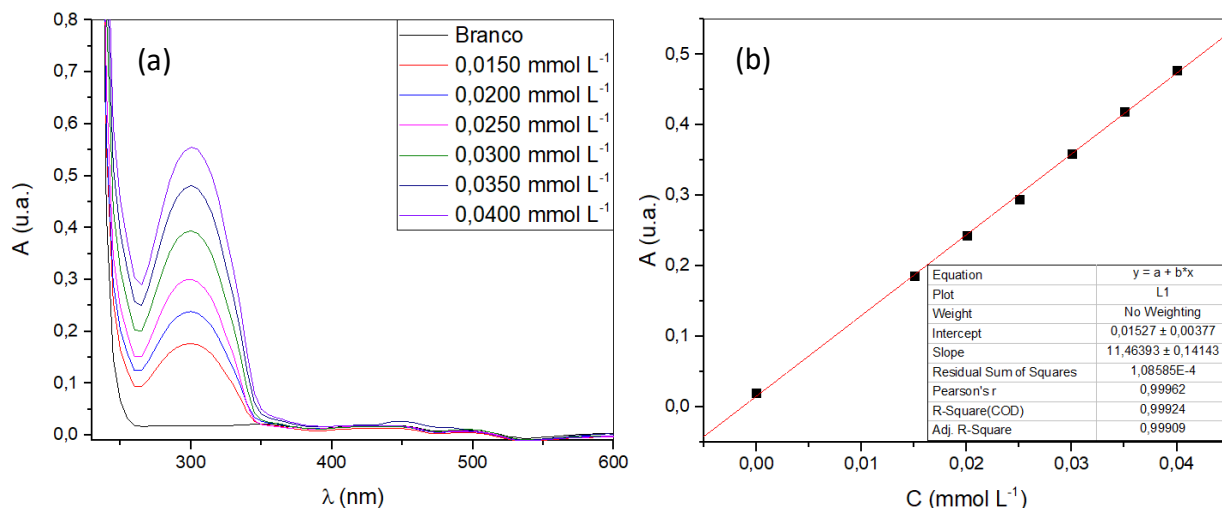 (a)
Branco
0,0150 mmol L⁻¹
0,0200 mmol L⁻¹
0,0250 mmol L⁻¹
0,0300 mmol L⁻¹
0,0350 mmol L⁻¹
0,0400 mmol L⁻¹
0,8
0,7
0,6
0,5
0,4
0,3
0,2
0,1
0,0
A (u.a.)
300 400 500 600
λ (nm)
(b)
0,5
0,4
0,3
0,2
0,1
0,0
A (u.a.)
Equation y = a + b*x
Plot L1
Weight No Weighting
Intercept 0,01527 ± 0,00377
Slope 11,46393 ± 0,14143
Residual Sum of Squares 1,08585E-4
Pearson's r 0,99962
R-Square(COD) 0,99924
Adj. R-Square 0,99909
0,00 0,01 0,02 0,03 0,04
C (mmol L⁻¹)